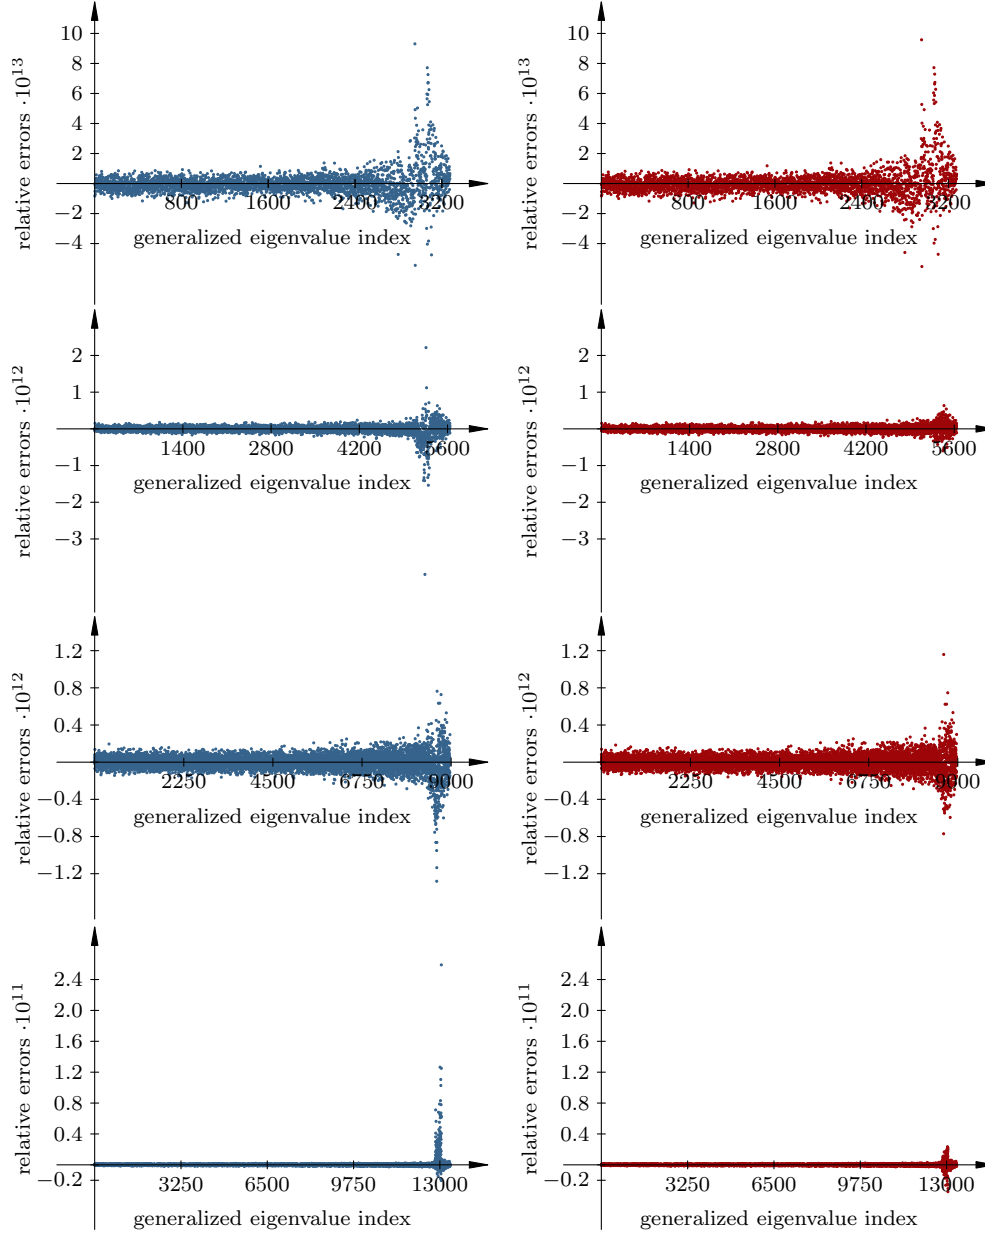 10
8
6
4
2
−2
−4
800 1600 2400 3200
relative errors ·10^13
generalized eigenvalue index
10
8
6
4
2
−2
−4
800 1600 2400 3200
relative errors ·10^13
generalized eigenvalue index
2
1
−1
−2
−3
1400 2800 4200 5600
relative errors ·10^12
generalized eigenvalue index
2
1
−1
−2
−3
1400 2800 4200 5600
relative errors ·10^12
generalized eigenvalue index
1.2
0.8
0.4
−0.4
−0.8
−1.2
2250 4500 6750 9000
relative errors ·10^12
generalized eigenvalue index
1.2
0.8
0.4
−0.4
−0.8
−1.2
2250 4500 6750 9000
relative errors ·10^12
generalized eigenvalue index
2.4
2.0
1.6
1.2
0.8
0.4
−0.2
3250 6500 9750 13000
relative errors ·10^11
generalized eigenvalue index
2.4
2.0
1.6
1.2
0.8
0.4
−0.2
3250 6500 9750 13000
relative errors ·10^11
generalized eigenvalue index